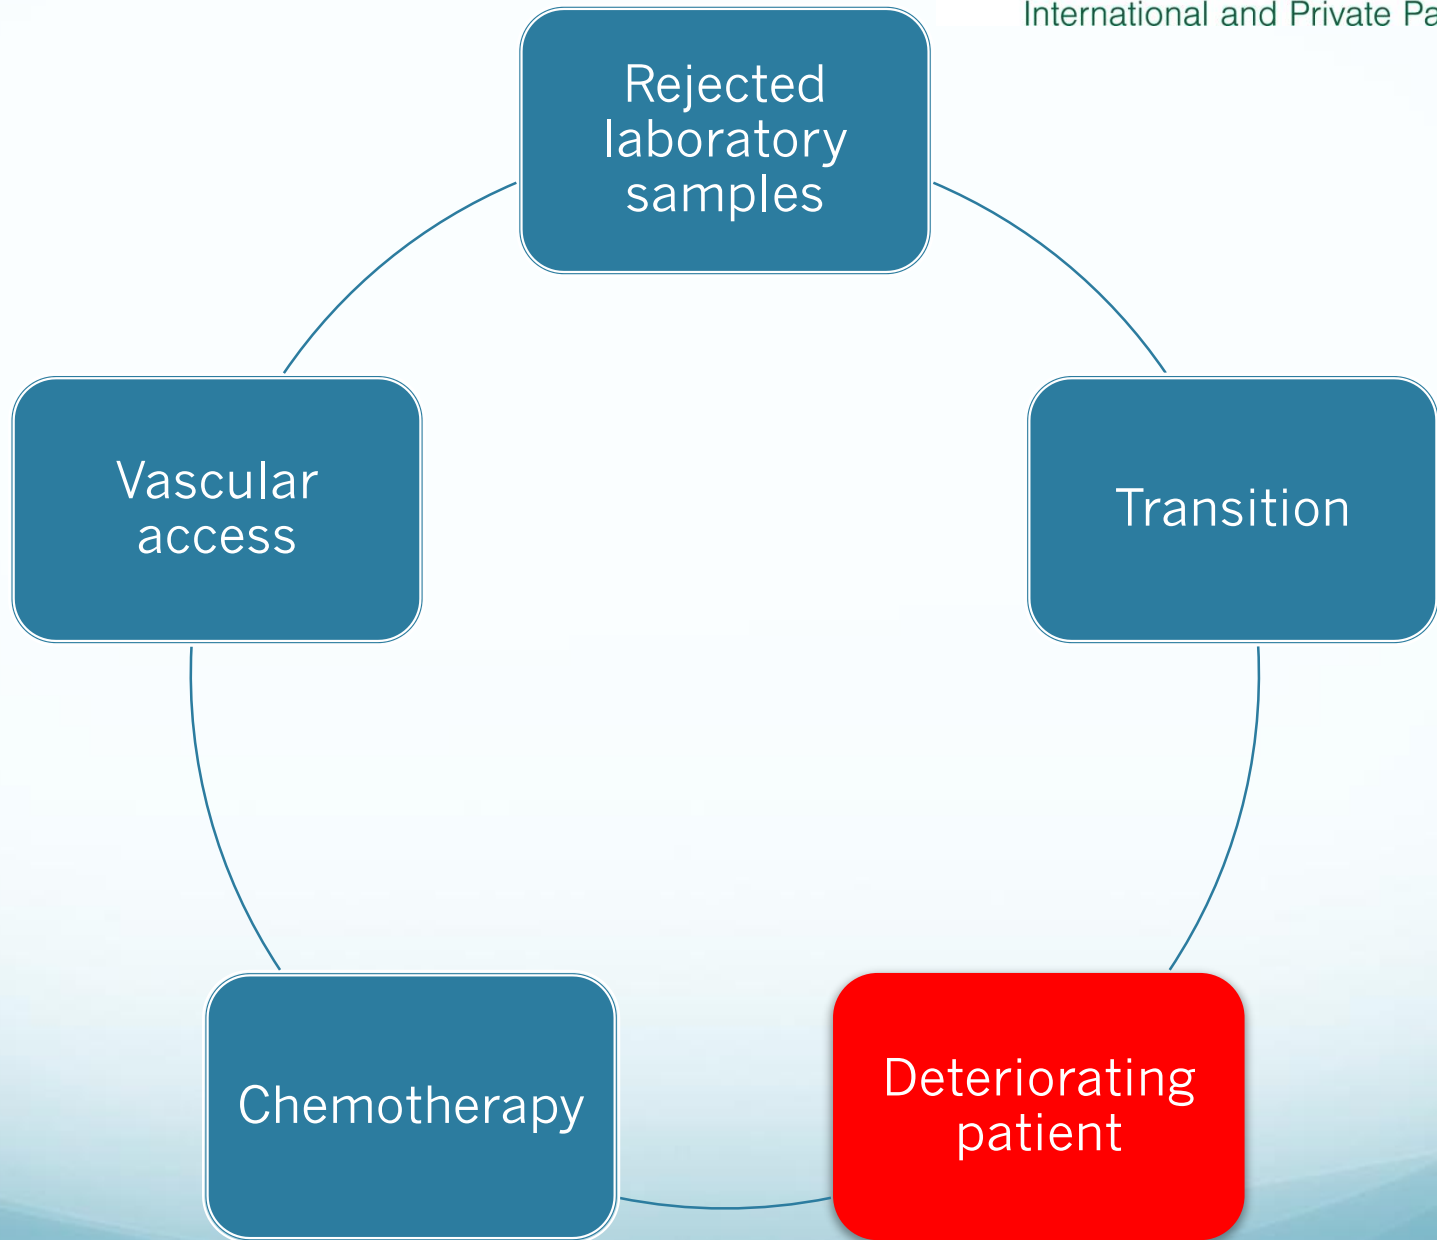 International and Private Pa
Rejected
laboratory
samples
Vascular
access
Transition
Chemotherapy
Deteriorating
patient